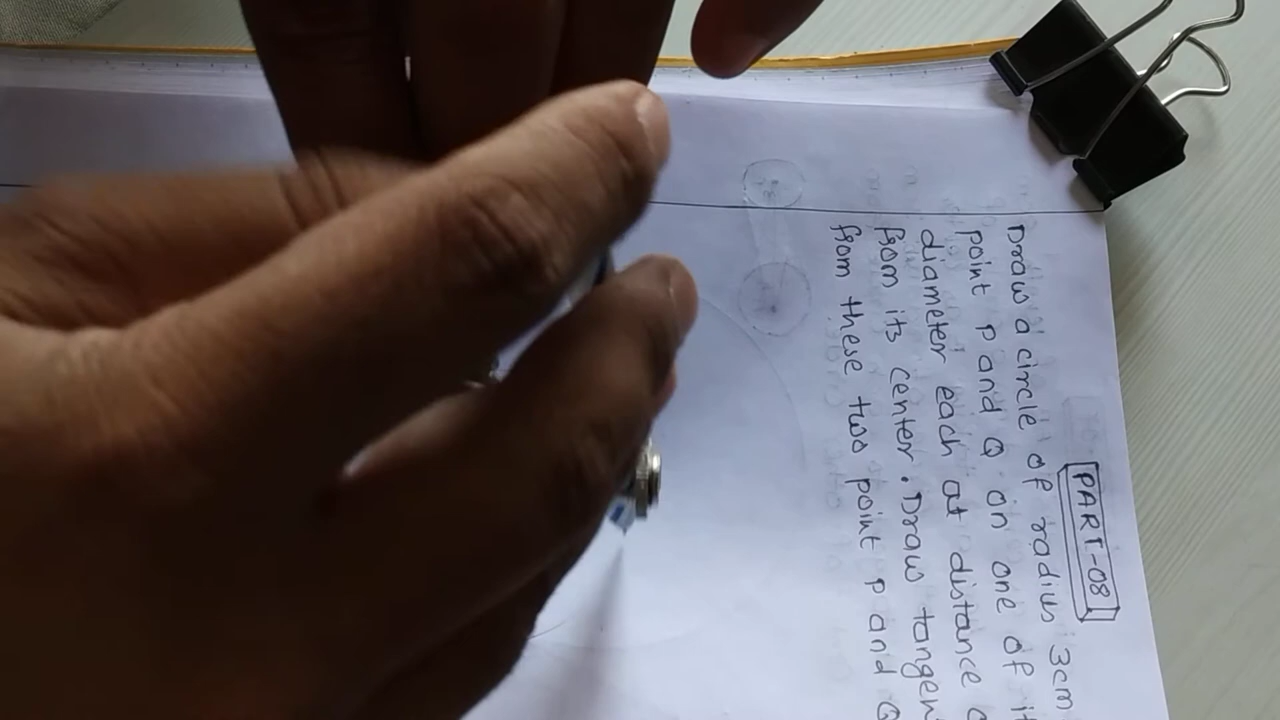 PART-08
Draw a circle of radius 3cm
point P and Q on one of it
diameter each at distance
from its center. Draw tangen
from these two point P and Q